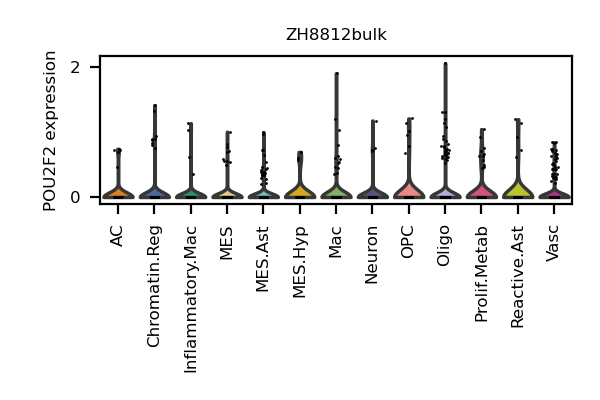 ZH8812bulk
POU2F2 expression
2
0
AC
Chromatin.Reg
Inflammatory.Mac
MES
MES.Ast
MES.Hyp
Mac
Neuron
OPC
Oligo
Prolif.Metab
Reactive.Ast
Vasc